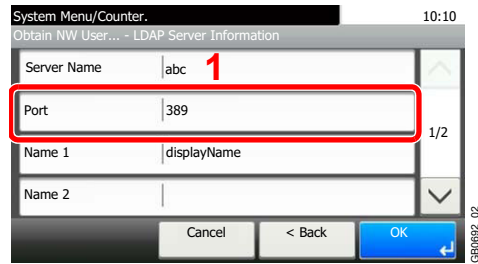 System Menu/Counter. 10:10
Obtain NW User... - LDAP Server Information
Server Name abc 1
Port 389
1/2
Name 1 displayName
Name 2
Cancel < Back OK
GB0692_02